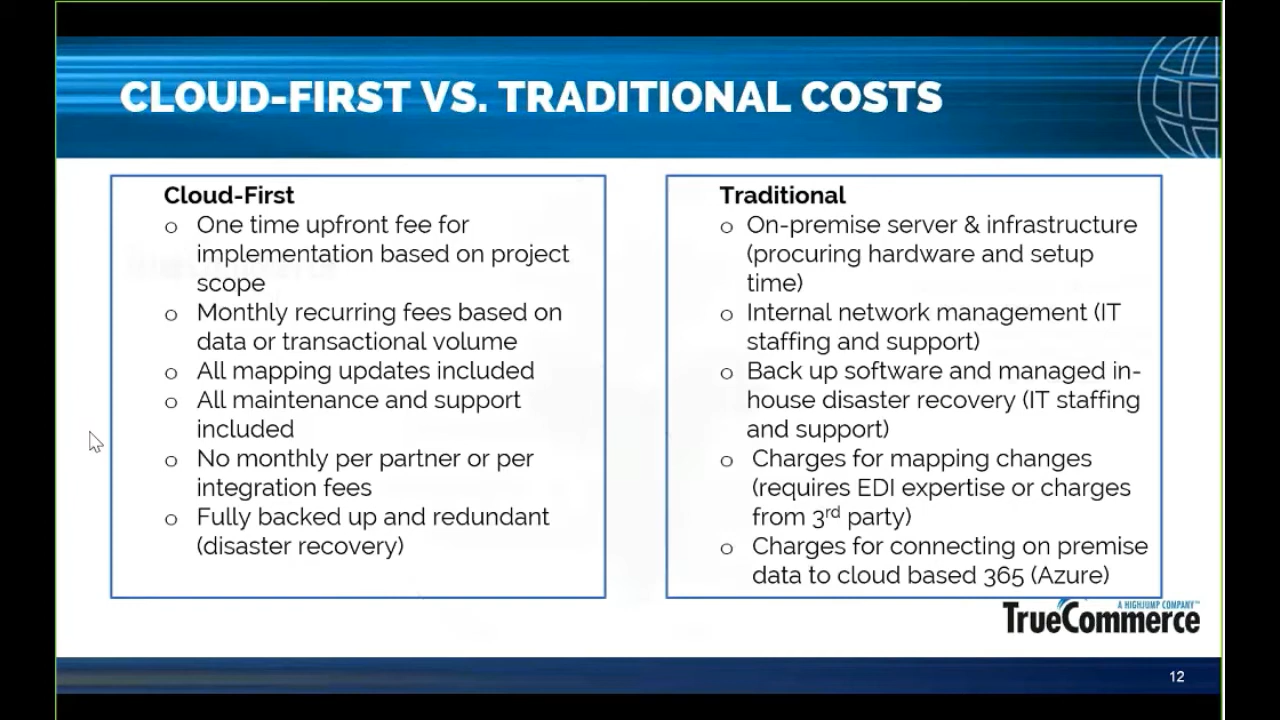 CLOUD-FIRST VS. TRADITIONAL COSTS
Cloud-First
o One time upfront fee for
implementation based on project
scope
o Monthly recurring fees based on
data or transactional volume
o All mapping updates included
o All maintenance and support
included
o No monthly per partner or per
integration fees
o Fully backed up and redundant
(disaster recovery)
Traditional
o On-premise server & infrastructure
(procuring hardware and setup
time)
o Internal network management (IT
staffing and support)
o Back up software and managed in-
house disaster recovery (IT staffing
and support)
o Charges for mapping changes
(requires EDI expertise or charges
from 3rd party)
o Charges for connecting on premise
data to cloud based 365 (Azure)
A HIGHJUMP COMPANY™
TrueCommerce
12